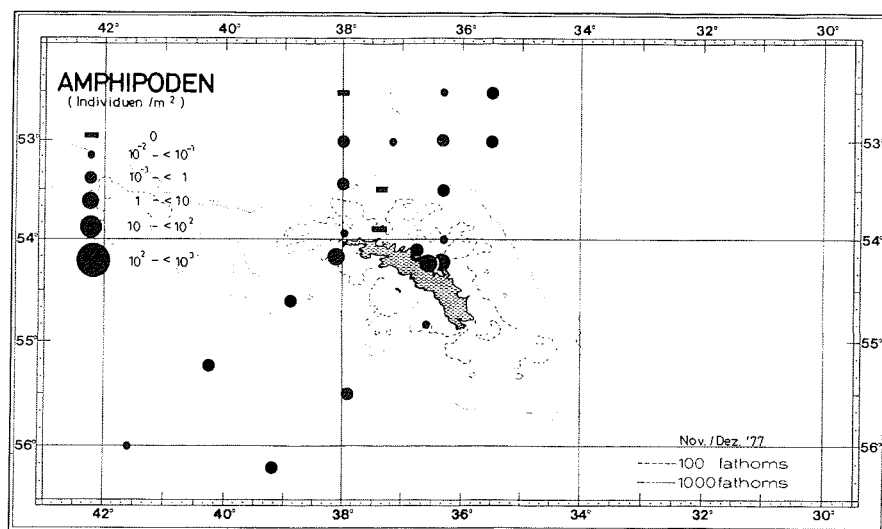 42° 40° 38° 36° 34° 32° 30°
AMPHIPODEN
( Individuen /m² )
0
10⁻² - < 10⁻¹
10⁻¹ - < 1
1 - < 10
10 - < 10²
10² - < 10³
53° 53°
54° 54°
55° 55°
56° 56°
Nov. / Dez. '77
100 fathoms
1000 fathoms
42° 40° 38° 36° 34° 32° 30°